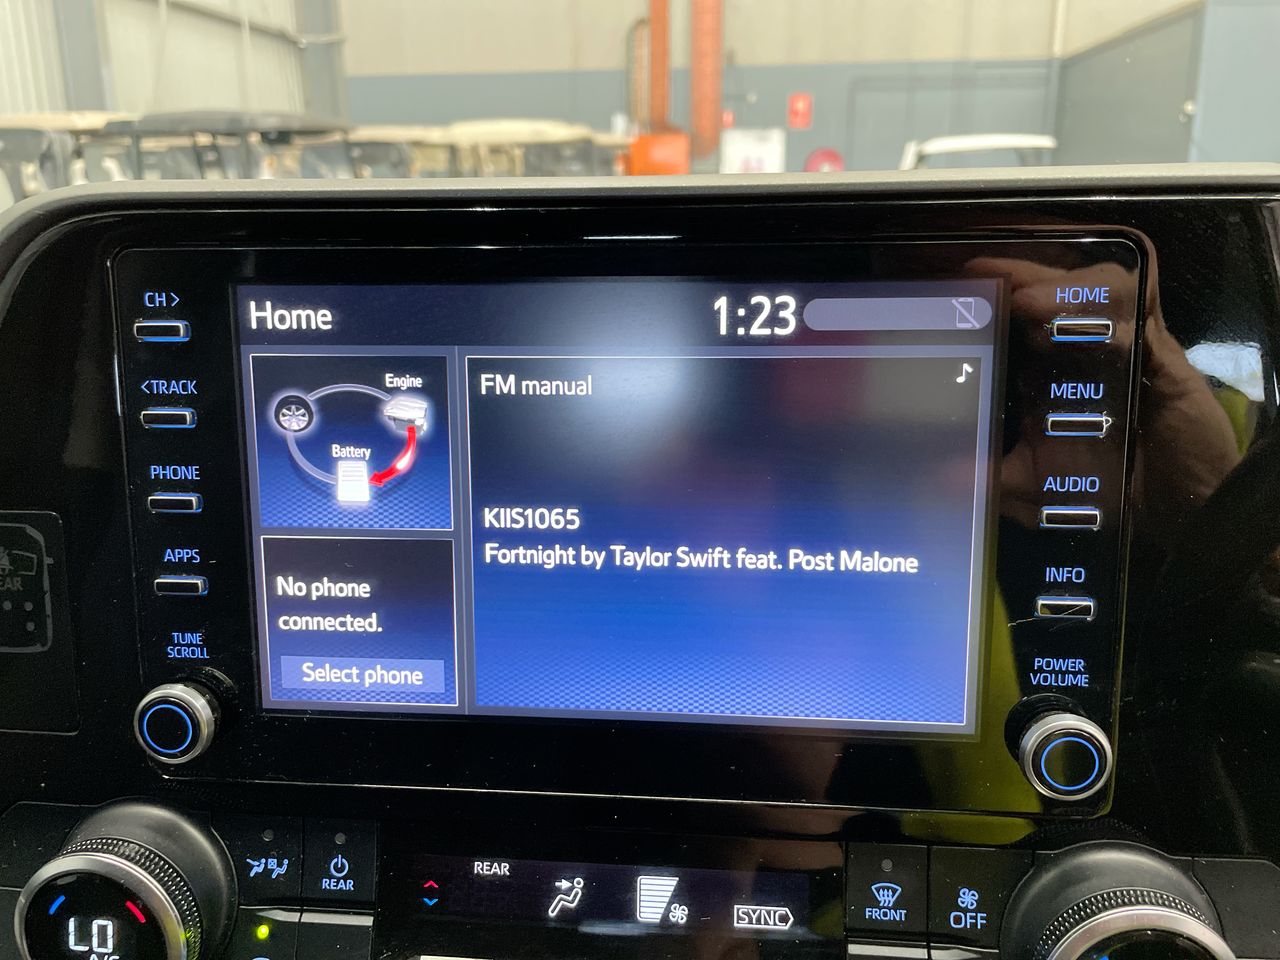 CH>
<TRACK
PHONE
APPS
TUNE
SCROLL
Home
1:23
Engine
Battery
FM manual
KIIS1065
Fortnight by Taylor Swift feat. Post Malone
No phone
connected.
Select phone
HOME
MENU
AUDIO
INFO
POWER
VOLUME
LO
REAR
REAR
SYNC
FRONT
OFF